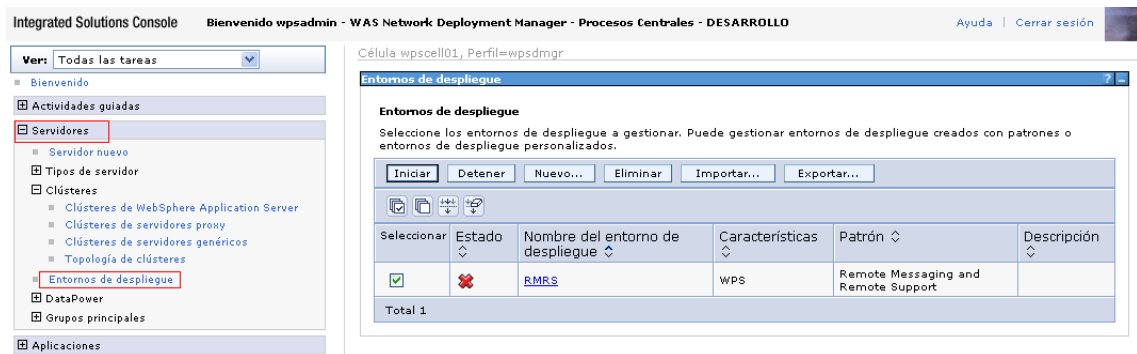 Integrated Solutions Console Bienvenido wpsadmin - WAS Network Deployment Manager - Procesos Centrales - DESARROLLO Ayuda | Cerrar sesión
Ver: Todas las tareas
Bienvenido
Actividades guiadas
Servidores
Servidor nuevo
Tipos de servidor
Clústeres
Clústeres de WebSphere Application Server
Clústeres de servidores proxy
Clústeres de servidores genéricos
Topología de clústeres
Entornos de despliegue
DataPower
Grupos principales
Aplicaciones
Célula wpscell01, Perfil=wpsdmgr
Entornos de despliegue ? -
Entornos de despliegue
Seleccione los entornos de despliegue a gestionar. Puede gestionar entornos de despliegue creados con patrones o
entornos de despliegue personalizados.
Iniciar Detener Nuevo... Eliminar Importar... Exportar...
Seleccionar Estado Nombre del entorno de Características Patrón Descripción
despliegue
RMRS WPS Remote Messaging and
Remote Support
Total 1